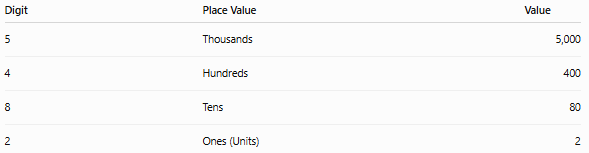 Digit Place Value Value
5 Thousands 5,000
4 Hundreds 400
8 Tens 80
2 Ones (Units) 2